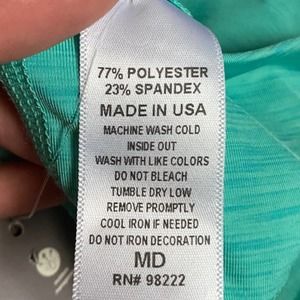 77% POLYESTER
23% SPANDEX
MADE IN USA
MACHINE WASH COLD
INSIDE OUT
WASH WITH LIKE COLORS
DO NOT BLEACH
TUMBLE DRY LOW
REMOVE PROMPTLY
COOL IRON IF NEEDED
DO NOT IRON DECORATION
MD
RN# 98222